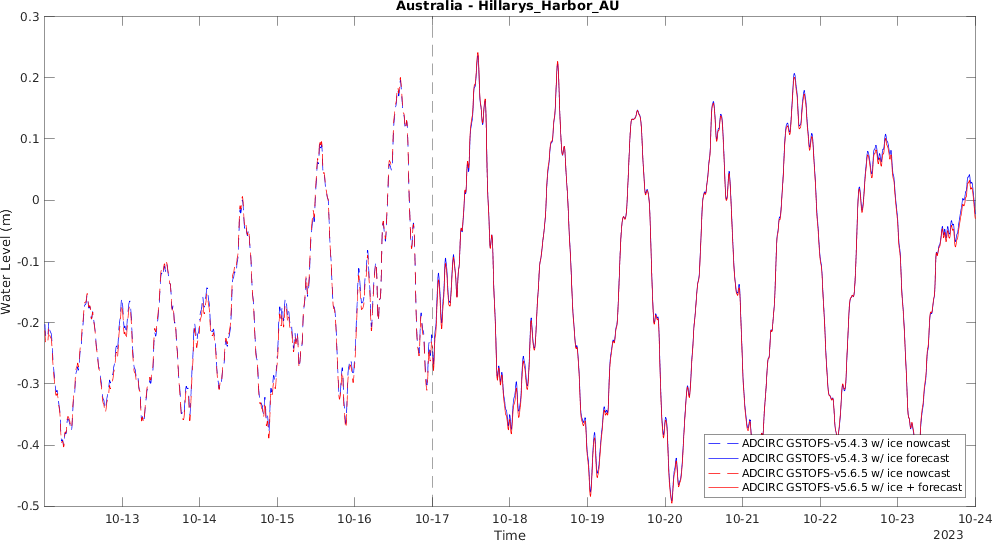 Australia - Hillarys_Harbor_AU
0.3
0.2
0.1
0
-0.1
-0.2
-0.3
-0.4
-0.5
Water Level (m)
ADCIRC GSTOFS-v5.4.3 w/ ice nowcast
ADCIRC GSTOFS-v5.4.3 w/ ice forecast
ADCIRC GSTOFS-v5.6.5 w/ ice nowcast
ADCIRC GSTOFS-v5.6.5 w/ ice + forecast
10-13 10-14 10-15 10-16 10-17 10-18 10-19 10-20 10-21 10-22 10-23 10-24
Time
2023